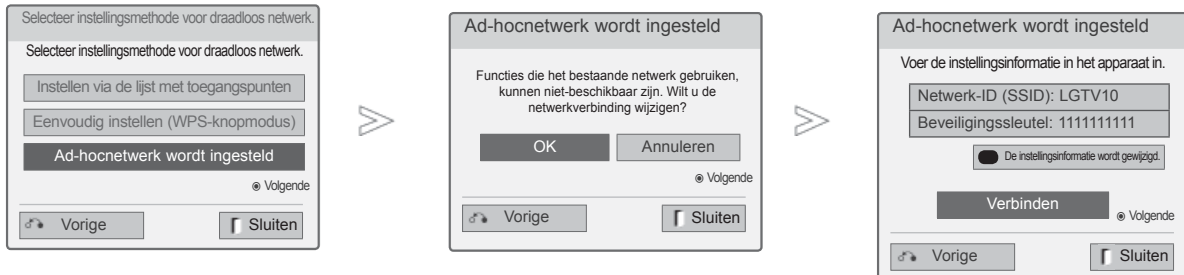 Selecteer instellingsmethode voor draadloos netwerk.
Selecteer instellingsmethode voor draadloos netwerk.
Instellen via de lijst met toegangspunten
Eenvoudig instellen (WPS-knopmodus)
Ad-hocnetwerk wordt ingesteld
Volgende
Vorige
Sluiten
Ad-hocnetwerk wordt ingesteld
Functies die het bestaande netwerk gebruiken,
kunnen niet-beschikbaar zijn. Wilt u de
netwerkverbinding wijzigen?
OK
Annuleren
Volgende
Vorige
Sluiten
Ad-hocnetwerk wordt ingesteld
Voer de instellingsinformatie in het apparaat in.
Netwerk-ID (SSID): LGTV10
Beveiligingssleutel: 1111111111
De instellingsinformatie wordt gewijzigd.
Verbinden
Volgende
Vorige
Sluiten